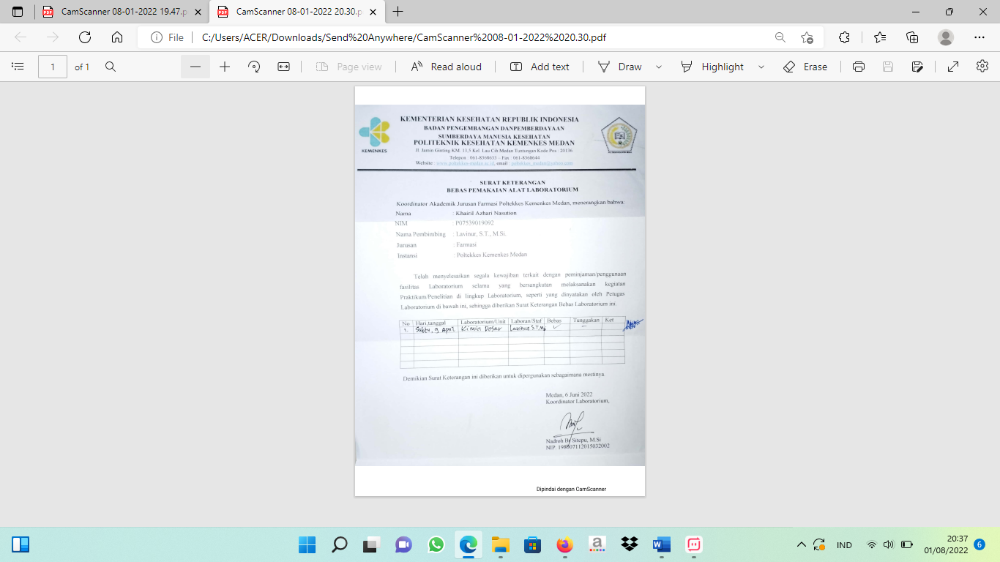 CamScanner 08-01-2022 19.47.p
CamScanner 08-01-2022 20.30.p
File
C:/Users/ACER/Downloads/Send%20Anywhere/CamScanner%2008-01-2022%2020.30.pdf
1 of 1
Page view
Read aloud
Add text
Draw
Highlight
Erase
KEMENTERIAN KESEHATAN REPUBLIK INDONESIA
BADAN PENGEMBANGAN DANPEMBERDAYAAN
SUMBERDAYA MANUSIA KESEHATAN
POLITEKNIK KESEHATAN KEMENKES MEDAN
KEMENKES
Jl. Jamin Ginting KM. 13,5 Kel. Lau Cih Medan Tuntungan Kode Pos : 20136
Telepon : 061-8368633 - Fax : 061-8368644
Website : www.poltekkes-medan.ac.id, email : poltekkes_medan@yahoo.com
SURAT KETERANGAN
BEBAS PEMAKAIAN ALAT LABORATORIUM
Koordinator Akademik Jurusan Farmasi Poltekkes Kemenkes Medan, menerangkan bahwa:
Nama : Khairil Azhari Nasution
NIM : P07539019092
Nama Pembimbing : Lavinur, S.T., M.Si.
Jurusan : Farmasi
Instansi : Poltekkes Kemenkes Medan
Telah menyelesaikan segala kewajiban terkait dengan peminjaman/penggunaan
fasilitas Laboratorium selama yang bersangkutan melaksanakan kegiatan
Praktikum/Penelitian di lingkup Laboratorium, seperti yang dinyatakan oleh Petugas
Laboratorium di bawah ini, sehingga diberikan Surat Keterangan Bebas Laboratorium ini.
No Hari,tanggal Laboratorium/Unit Laboran/Staf Bebas Tunggakan Ket
1. Sabtu, 9 April Kimia Dasar Lavinur S.T.M ✓ –
Demikian Surat Keterangan ini diberikan untuk dipergunakan sebagaimana mestinya.
Medan, 6 Juni 2022
Koordinator Laboratorium,
Nadroh Br Sitepu, M.Si
NIP.
Dipindai dengan CamScanner
IND
20:37
01/08/2022
6